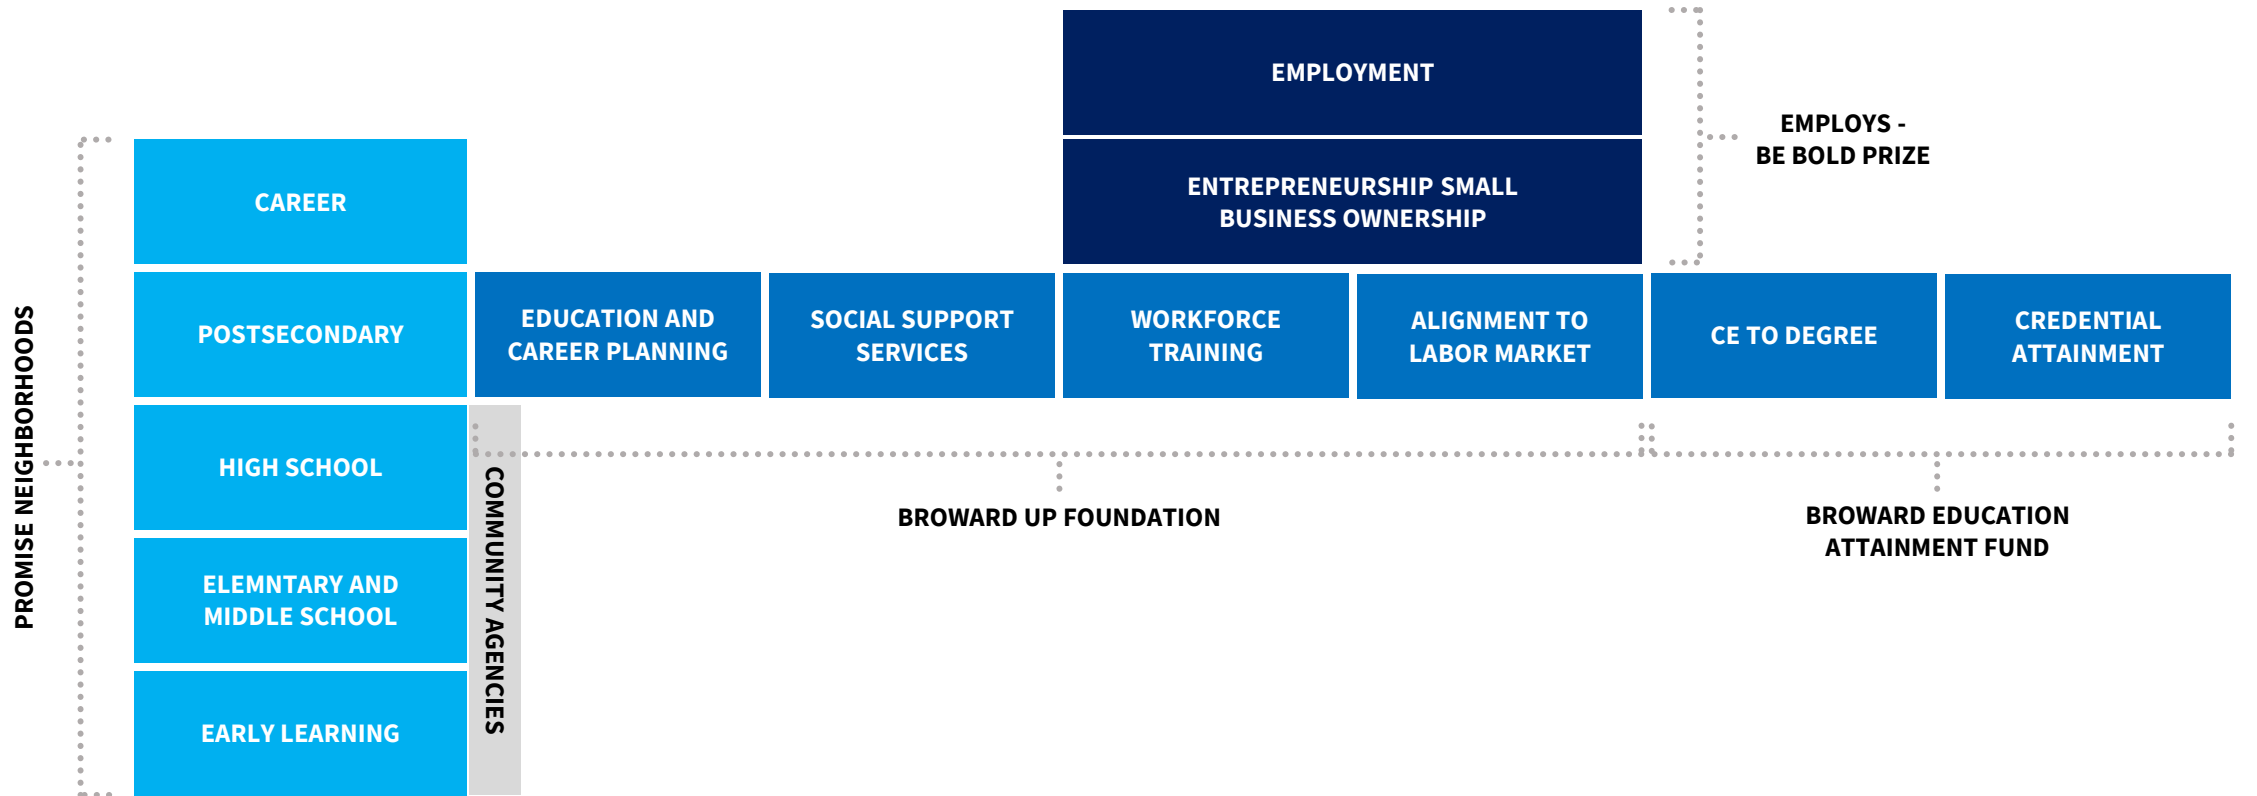 EMPLOYMENT
EMPLOYS -
BE BOLD PRIZE
CAREER
ENTREPRENEURSHIP SMALL
BUSINESS OWNERSHIP
PROMISE NEIGHBORHOODS
POSTSECONDARY
EDUCATION AND
CAREER PLANNING
SOCIAL SUPPORT
SERVICES
WORKFORCE
TRAINING
ALIGNMENT TO
LABOR MARKET
CE TO DEGREE
CREDENTIAL
ATTAINMENT
HIGH SCHOOL
COMMUNITY AGENCIES
BROWARD UP FOUNDATION
BROWARD EDUCATION
ATTAINMENT FUND
ELEMNTARY AND
MIDDLE SCHOOL
EARLY LEARNING